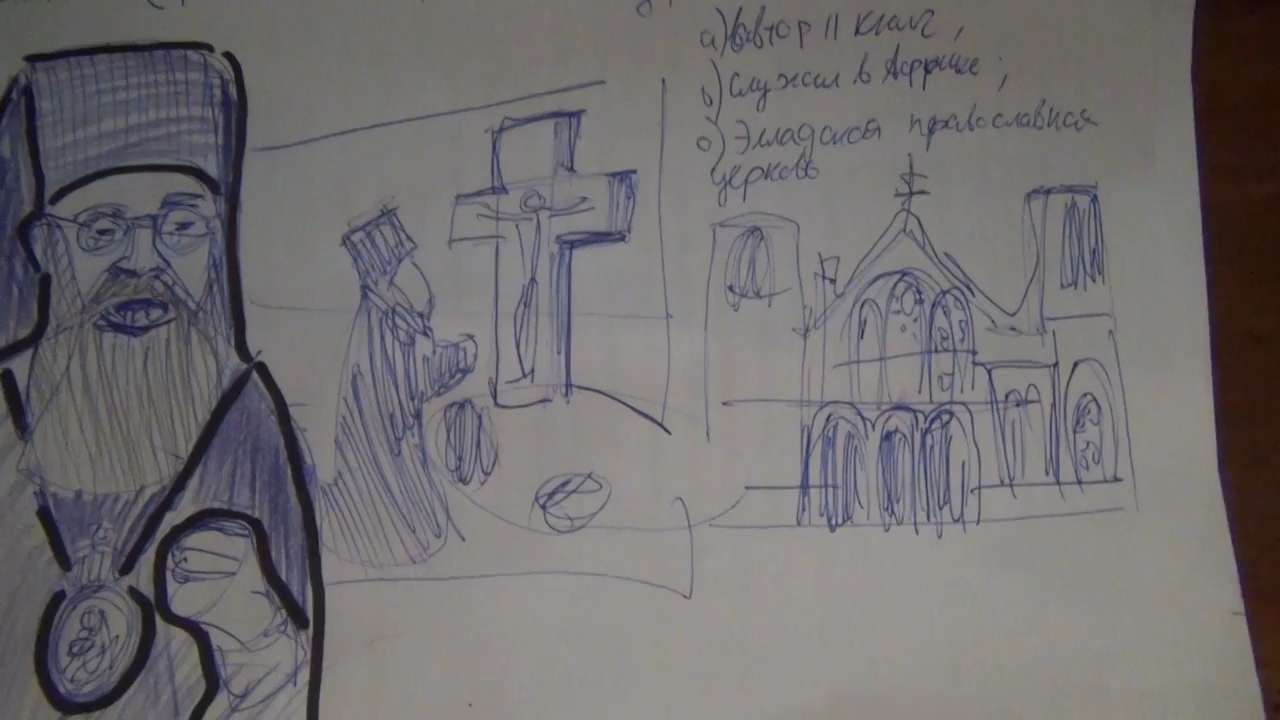 a) Автор 11 книг,
b) Служил в Африке;
c) Элладская православная
церковь